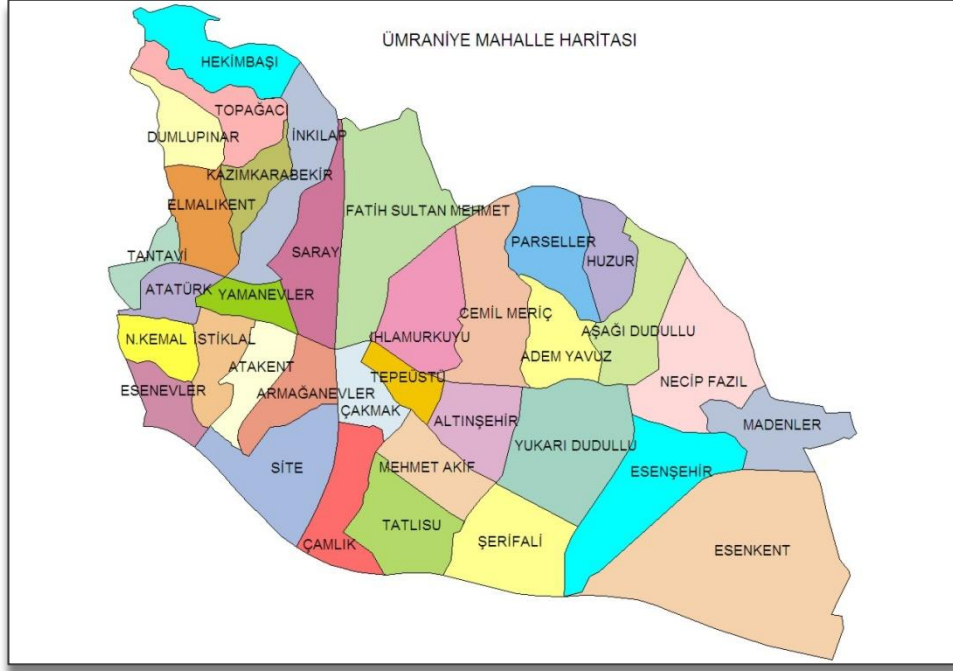 ÜMRANİYE MAHALLE HARİTASI
HEKİMBAŞI
TOPAĞACI
DUMLUPINAR
İNKILAP
KAZIMKARABEKİR
ELMALIKENT
FATİH SULTAN MEHMET
PARSELLER
TANTAVİ
SARAY
HUZUR
ATATÜRK
YAMANEVLER
CEMİL MERİÇ
AŞAĞI DUDULLU
N.KEMAL
İSTİKLAL
IHLAMURKUYU
ADEM YAVUZ
ATAKENT
TEPEÜSTÜ
NECİP FAZIL
ESENEVLER
ARMAĞANEVLER
ÇAKMAK
ALTINŞEHİR
MADENLER
YUKARI DUDULLU
SİTE
MEHMET AKİF
ESENŞEHİR
TATLISU
ŞERİFALİ
ÇAMLIK
ESENKENT